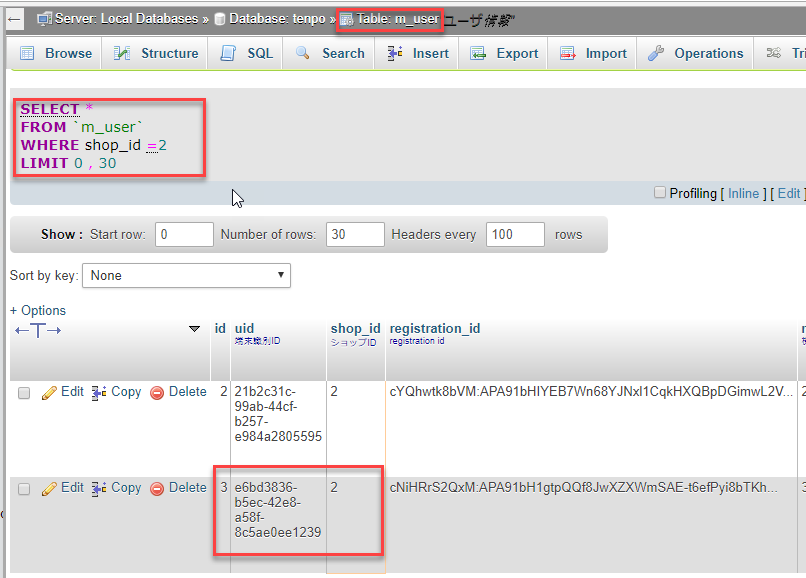 ← Server: Local Databases » Database: tenpo » Table: m_user ユーザ情報"
Browse Structure SQL Search Insert Export Import Operations Tri
SELECT *
FROM `m_user`
WHERE shop_id =2
LIMIT 0 , 30
Profiling [ Inline ] [ Edit ]
Show : Start row: 0 Number of rows: 30 Headers every 100 rows
Sort by key: None
+ Options
←T→ id uid shop_id registration_id
端末識別ID ショップID registration id
Edit Copy Delete 2 21b2c31c- 2 cYQhwtk8bVM:APA91bHIYEB7Wn68YJNxl1CqkHXQBpDGimwL2V...
99ab-44cf-
b257-
e984a2805595
Edit Copy Delete 3 e6bd3836- 2 cNiHRrS2QxM:APA91bH1gtpQQf8JwXZXWmSAE-t6efPyi8bTKh...
b5ec-42e8-
a58f-
8c5ae0ee1239